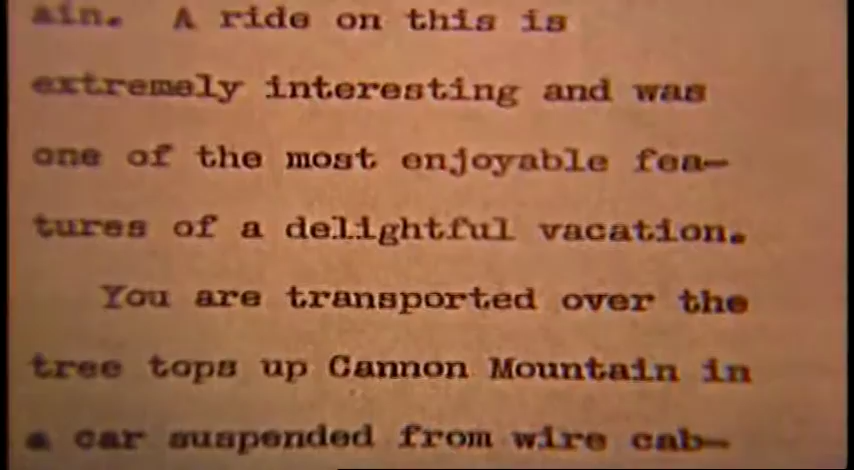 ain. A ride on this is
extremely interesting and was
one of the most enjoyable fea-
tures of a delightful vacation.
You are transported over the
tree tops up Cannon Mountain in
a car suspended from wire cab-